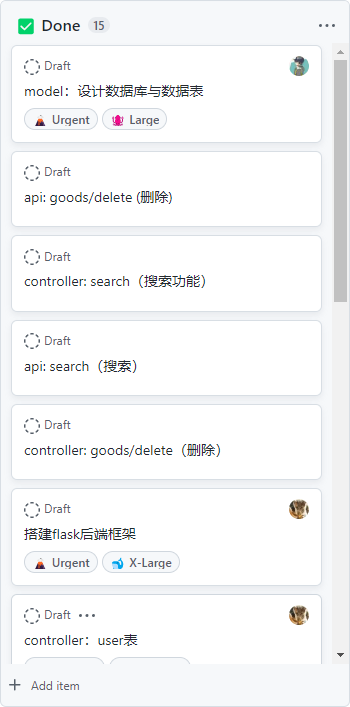 Done 15
Draft
model：设计数据库与数据表
Urgent Large
Draft
api: goods/delete (删除)
Draft
controller: search（搜索功能）
Draft
api: search（搜索）
Draft
controller: goods/delete（删除）
Draft
搭建flask后端框架
Urgent X-Large
Draft
controller：user表
Add item